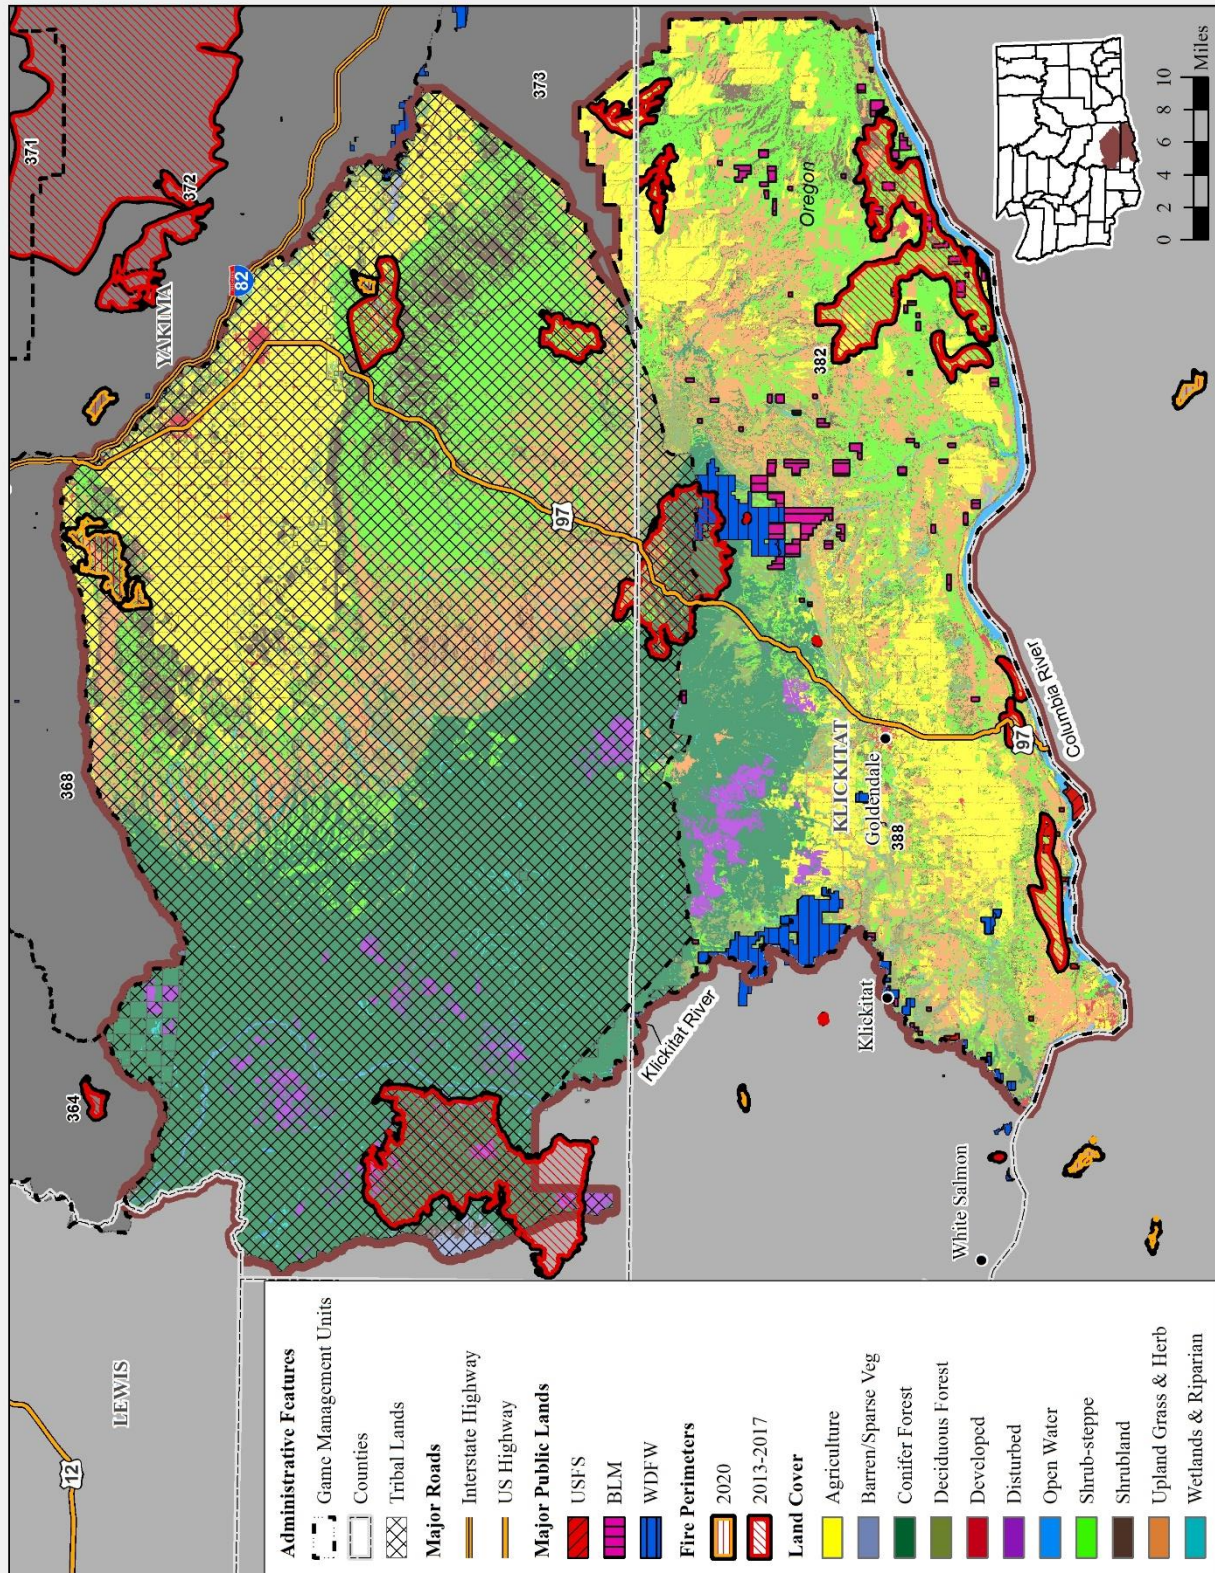 LEWIS
12
YAKIMA
82
371
372
373
364
368
97
382
Oregon
KLICKITAT
Goldendale
388
97
Columbia River
Klickitat River
Klickitat
White Salmon
Administrative Features
Game Management Units
Counties
Tribal Lands
Major Roads
Interstate Highway
US Highway
Major Public Lands
USFS
BLM
WDFW
Fire Perimeters
2020
2013-2017
Land Cover
Agriculture
Barren/Sparse Veg
Conifer Forest
Deciduous Forest
Developed
Disturbed
Open Water
Shrub-steppe
Shrubland
Upland Grass & Herb
Wetlands & Riparian
0 2 4 6 8 10
Miles